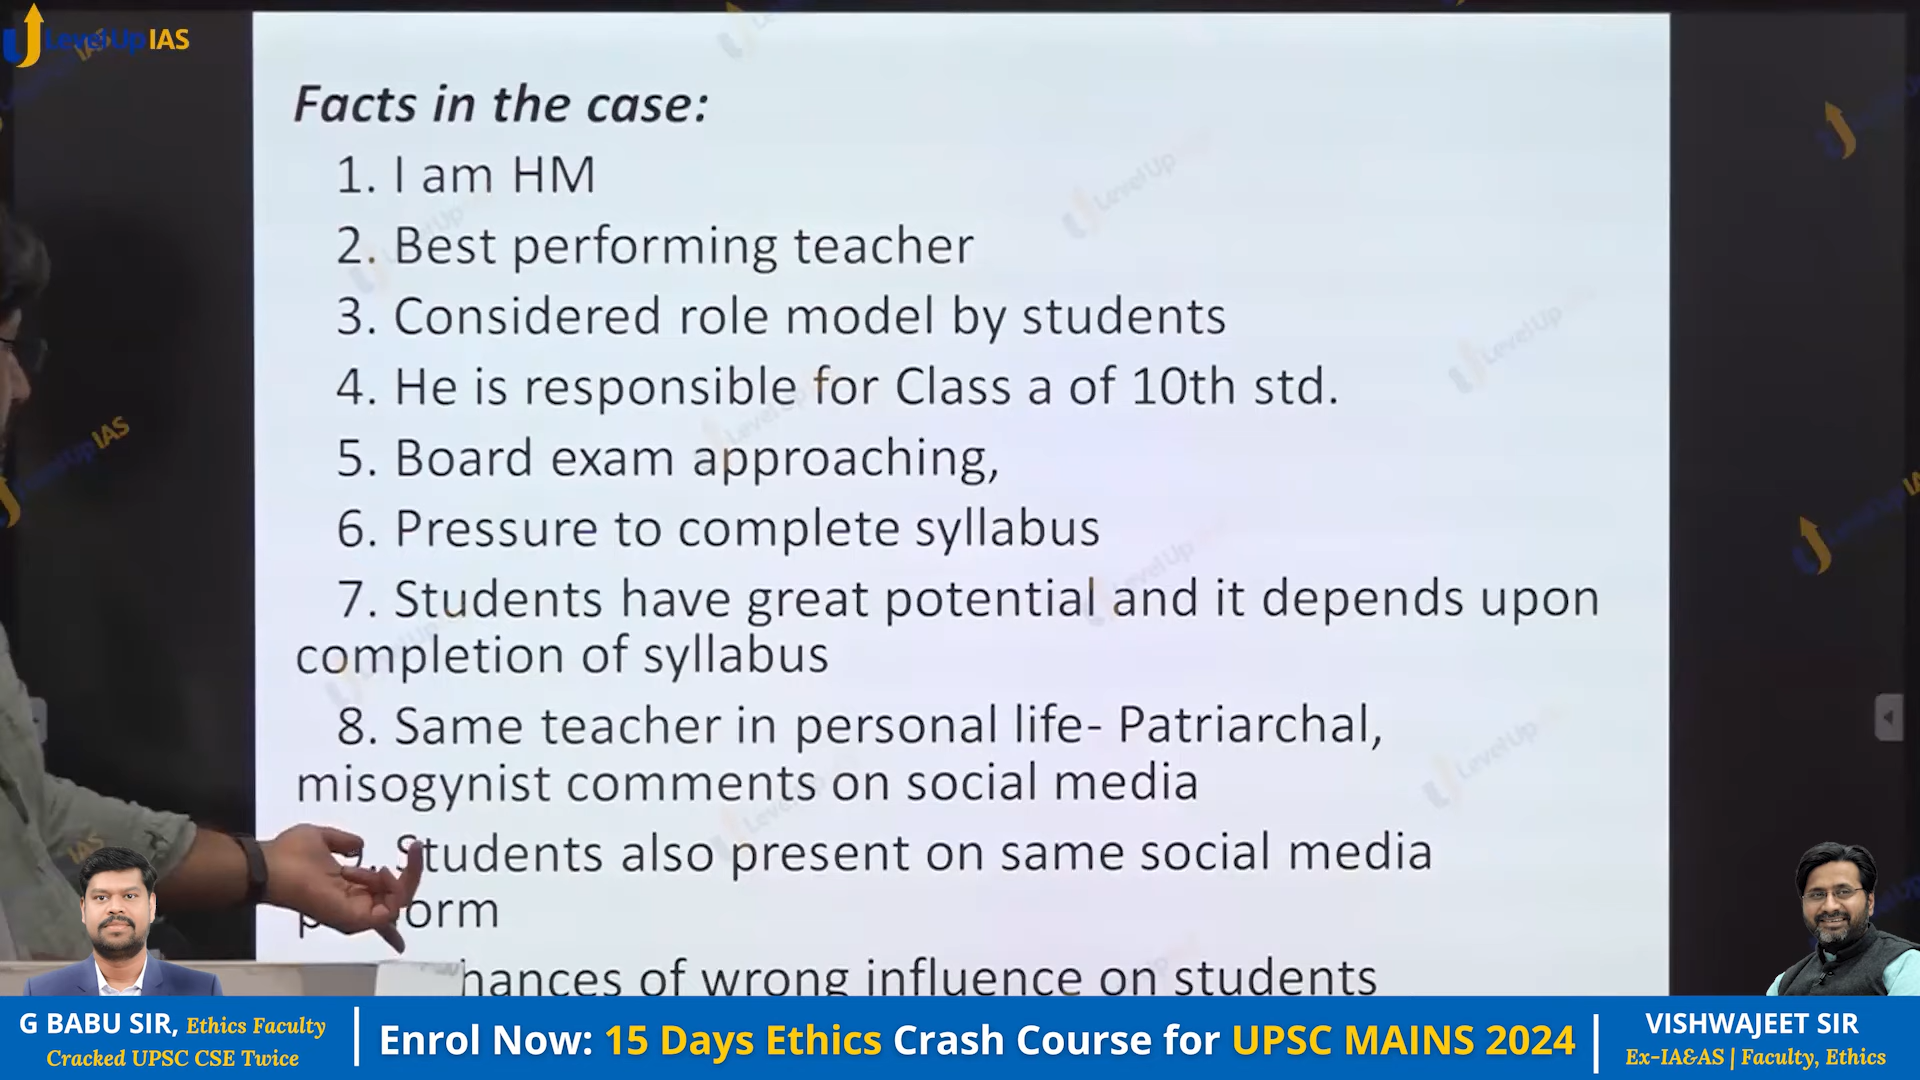 LevelUp IAS
Facts in the case:
1. I am HM
2. Best performing teacher
3. Considered role model by students
4. He is responsible for Class a of 10th std.
5. Board exam approaching,
6. Pressure to complete syllabus
7. Students have great potential and it depends upon
completion of syllabus
8. Same teacher in personal life- Patriarchal,
misogynist comments on social media
Students also present on same social media
of wrong influence on students
G BABU SIR, Ethics Faculty
Cracked UPSC CSE Twice
Enrol Now: 15 Days Ethics Crash Course for UPSC MAINS 2024
VISHWAJEET SIR
Ex-IA&AS | Faculty, Ethics